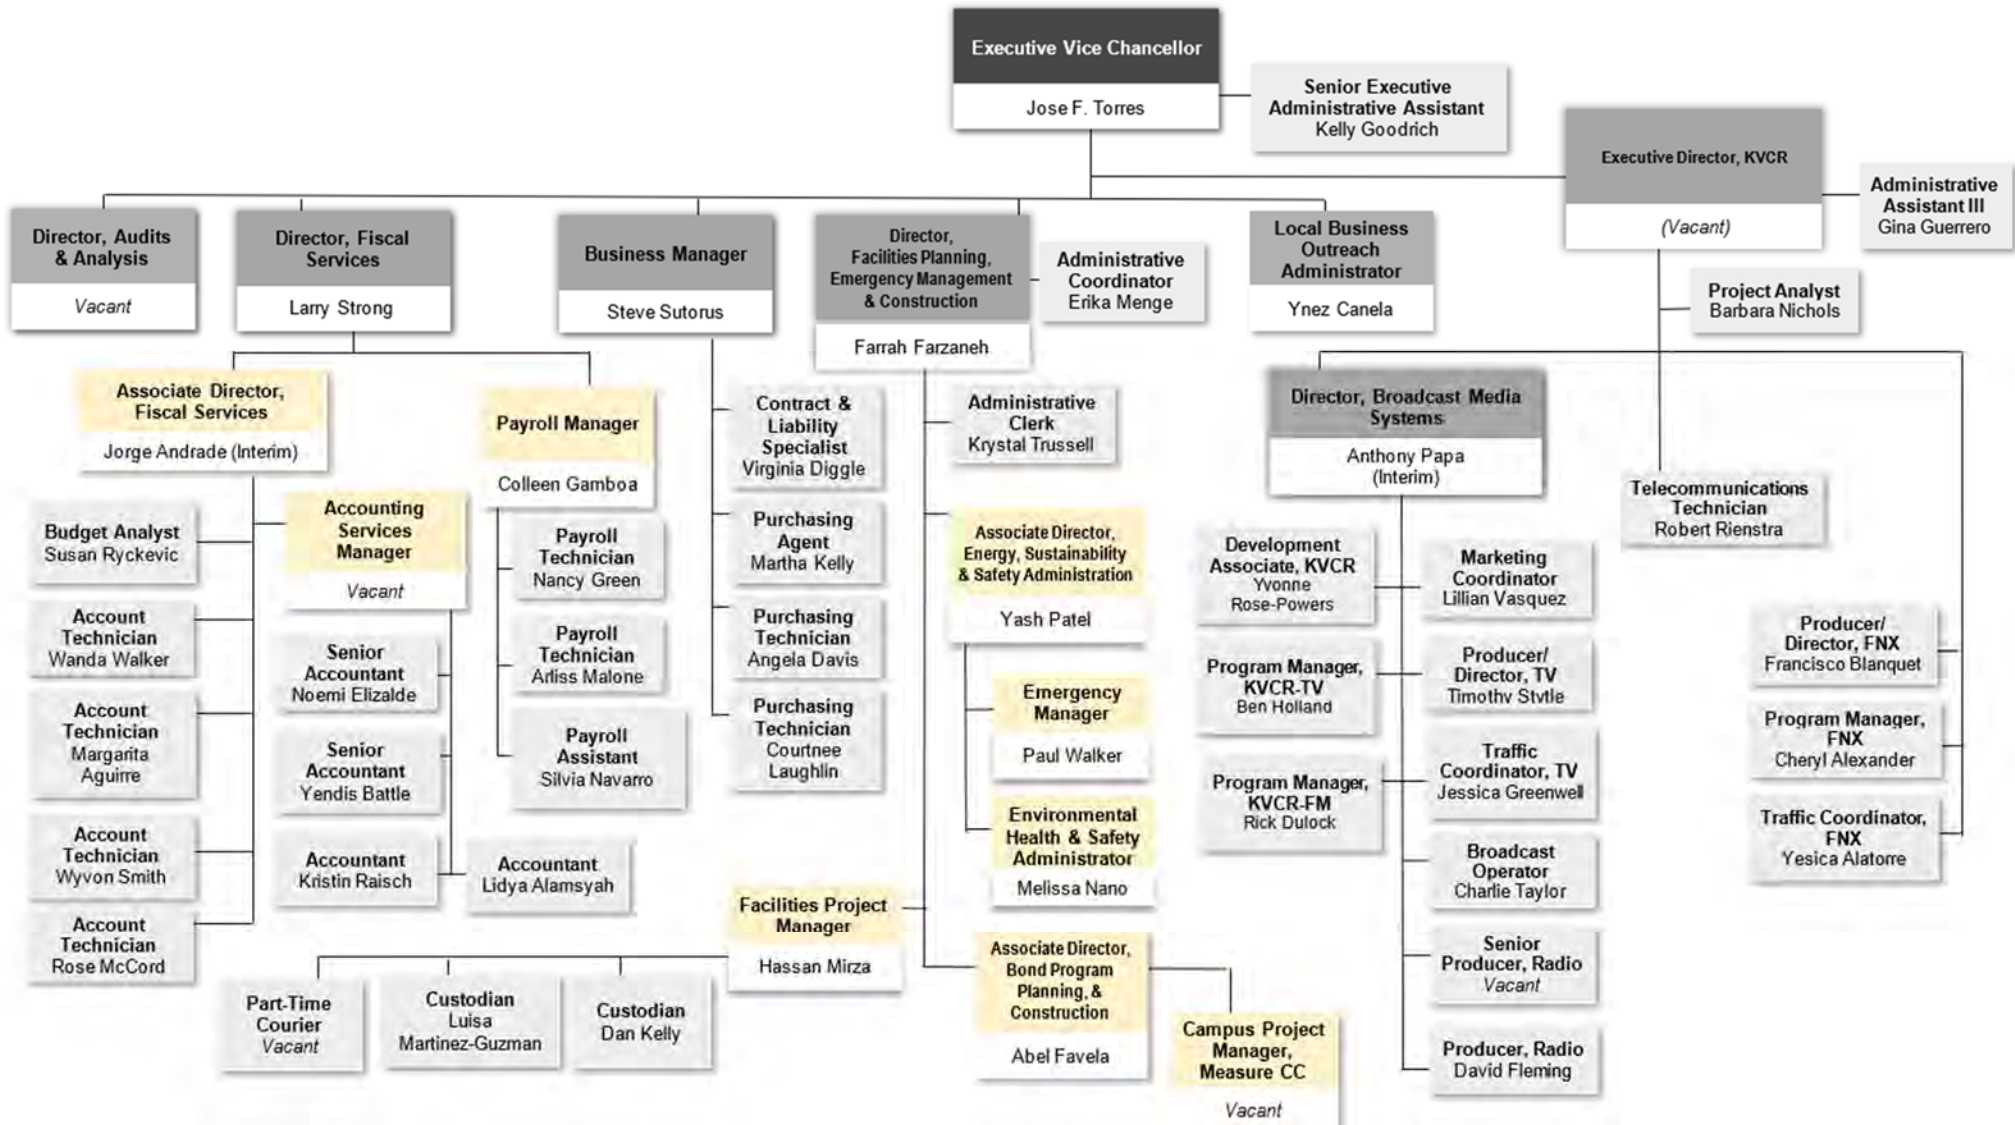 Executive Vice Chancellor
Jose F. Torres
Senior Executive
Administrative Assistant
Kelly Goodrich
Executive Director, KVCR
(Vacant)
Administrative
Assistant III
Gina Guerrero
Director, Audits
& Analysis
Vacant
Director, Fiscal
Services
Larry Strong
Business Manager
Steve Sutorus
Director,
Facilities Planning,
Emergency Management
& Construction
Farrah Farzaneh
Administrative
Coordinator
Erika Menge
Local Business
Outreach
Administrator
Ynez Canela
Project Analyst
Barbara Nichols
Associate Director,
Fiscal Services
Jorge Andrade (Interim)
Payroll Manager
Colleen Gamboa
Contract &
Liability
Specialist
Virginia Diggle
Administrative
Clerk
Krystal Trussell
Director, Broadcast Media
Systems
Anthony Papa
(Interim)
Telecommunications
Technician
Robert Rienstra
Budget Analyst
Susan Ryckevic
Accounting
Services
Manager
Vacant
Payroll
Technician
Nancy Green
Purchasing
Agent
Martha Kelly
Associate Director,
Energy, Sustainability
& Safety Administration
Yash Patel
Development
Associate, KVCR
Yvonne
Rose-Powers
Marketing
Coordinator
Lillian Vasquez
Account
Technician
Wanda Walker
Senior
Accountant
Noemi Elizalde
Payroll
Technician
Arliss Malone
Purchasing
Technician
Angela Davis
Program Manager,
KVCR-TV
Ben Holland
Producer/
Director, TV
Timothv Stvtle
Producer/
Director, FNX
Francisco Blanquet
Account
Technician
Margarita
Aguirre
Senior
Accountant
Yendis Battle
Payroll
Assistant
Silvia Navarro
Purchasing
Technician
Courtnee
Laughlin
Emergency
Manager
Paul Walker
Program Manager,
KVCR-FM
Rick Dulock
Traffic
Coordinator, TV
Jessica Greenwell
Program Manager,
FNX
Cheryl Alexander
Account
Technician
Wyvon Smith
Accountant
Kristin Raisch
Accountant
Lidya Alamsyah
Environmental
Health & Safety
Administrator
Melissa Nano
Broadcast
Operator
Charlie Taylor
Traffic Coordinator,
FNX
Yesica Alatorre
Account
Technician
Rose McCord
Facilities Project
Manager
Hassan Mirza
Associate Director,
Bond Program
Planning, &
Construction
Abel Favela
Senior
Producer, Radio
Vacant
Part-Time
Courier
Vacant
Custodian
Luisa
Martinez-Guzman
Custodian
Dan Kelly
Campus Project
Manager,
Measure CC
Vacant
Producer, Radio
David Fleming